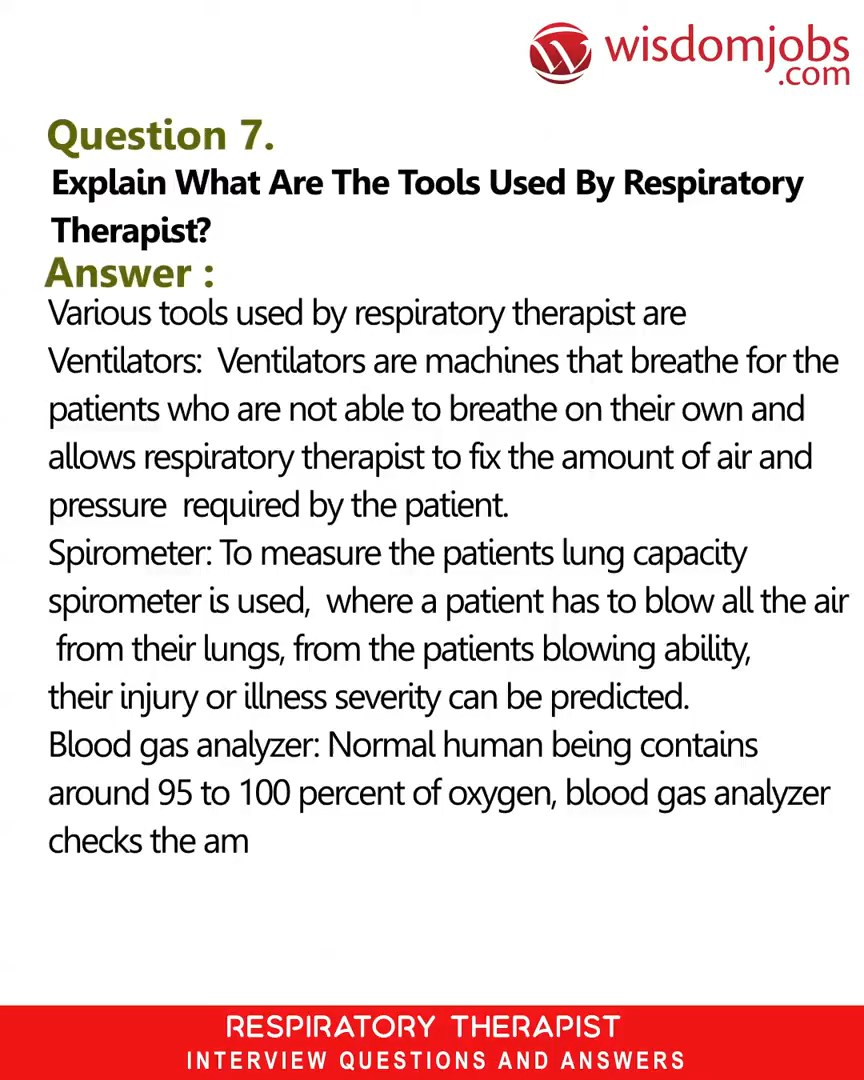 wisdomjobs
.com
Question 7.
Explain What Are The Tools Used By Respiratory
Therapist?
Answer :
Various tools used by respiratory therapist are
Ventilators: Ventilators are machines that breathe for the
patients who are not able to breathe on their own and
allows respiratory therapist to fix the amount of air and
pressure required by the patient.
Spirometer: To measure the patients lung capacity
spirometer is used, where a patient has to blow all the air
from their lungs, from the patients blowing ability,
their injury or illness severity can be predicted.
Blood gas analyzer: Normal human being contains
around 95 to 100 percent of oxygen, blood gas analyzer
checks the am
RESPIRATORY THERAPIST
INTERVIEW QUESTIONS AND ANSWERS